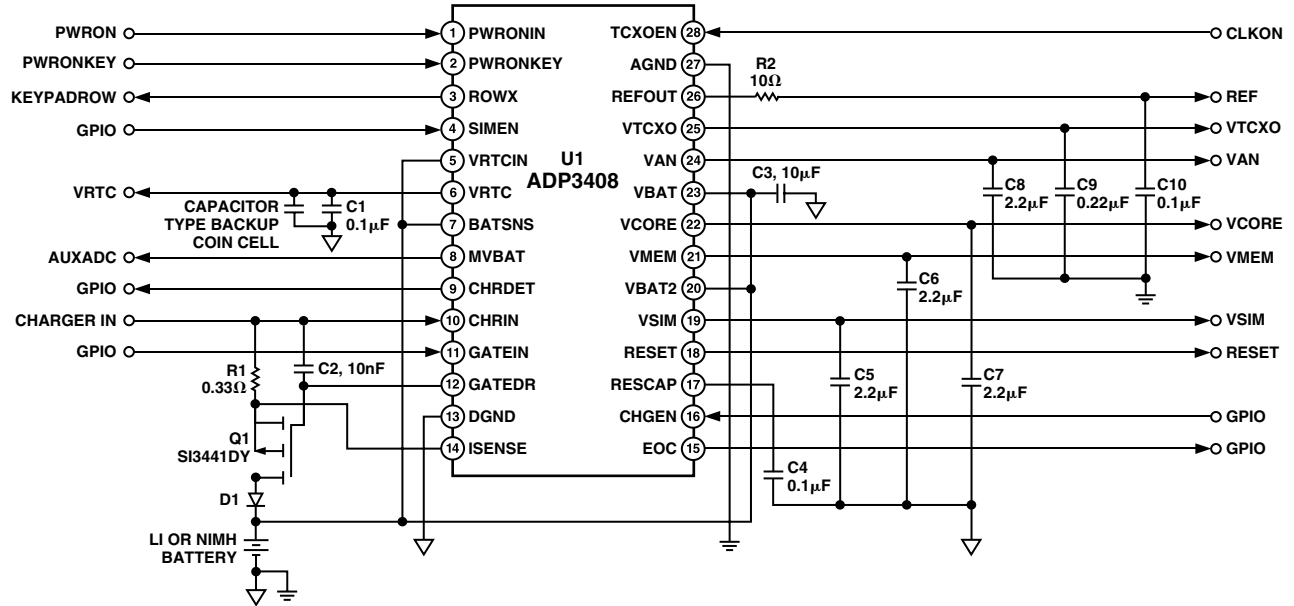 PWRON
PWRONKEY
KEYPADROW
GPIO
VRTC
CAPACITOR
TYPE BACKUP
COIN CELL
C1
0.1μF
AUXADC
GPIO
CHARGER IN
GPIO
R1
0.33Ω
C2, 10nF
Q1
SI3441DY
D1
LI OR NIMH
BATTERY
U1
ADP3408
1 PWRONIN
2 PWRONKEY
3 ROWX
4 SIMEN
5 VRTCIN
6 VRTC
7 BATSNS
8 MVBAT
9 CHRDET
10 CHRIN
11 GATEIN
12 GATEDR
13 DGND
14 ISENSE
TCXOEN 28
AGND 27
REFOUT 26
VTCXO 25
VAN 24
VBAT 23
VCORE 22
VMEM 21
VBAT2 20
VSIM 19
RESET 18
RESCAP 17
CHGEN 16
EOC 15
R2
10Ω
C3, 10μF
C8
2.2μF
C9
0.22μF
C10
0.1μF
C6
2.2μF
C5
2.2μF
C7
2.2μF
C4
0.1μF
CLKON
REF
VTCXO
VAN
VCORE
VMEM
VSIM
RESET
GPIO
GPIO